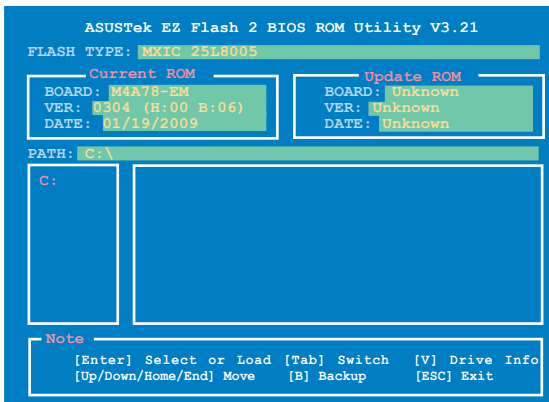 ASUSTek EZ Flash 2 BIOS ROM Utility V3.21
FLASH TYPE: MXIC 25L8005
Current ROM
BOARD: M4A78-EM
VER: 0304 (H:00 B:06)
DATE: 01/19/2009
Update ROM
BOARD: Unknown
VER: Unknown
DATE: Unknown
PATH: C:\
C:
Note
[Enter] Select or Load [Tab] Switch [V] Drive Info
[Up/Down/Home/End] Move [B] Backup [ESC] Exit